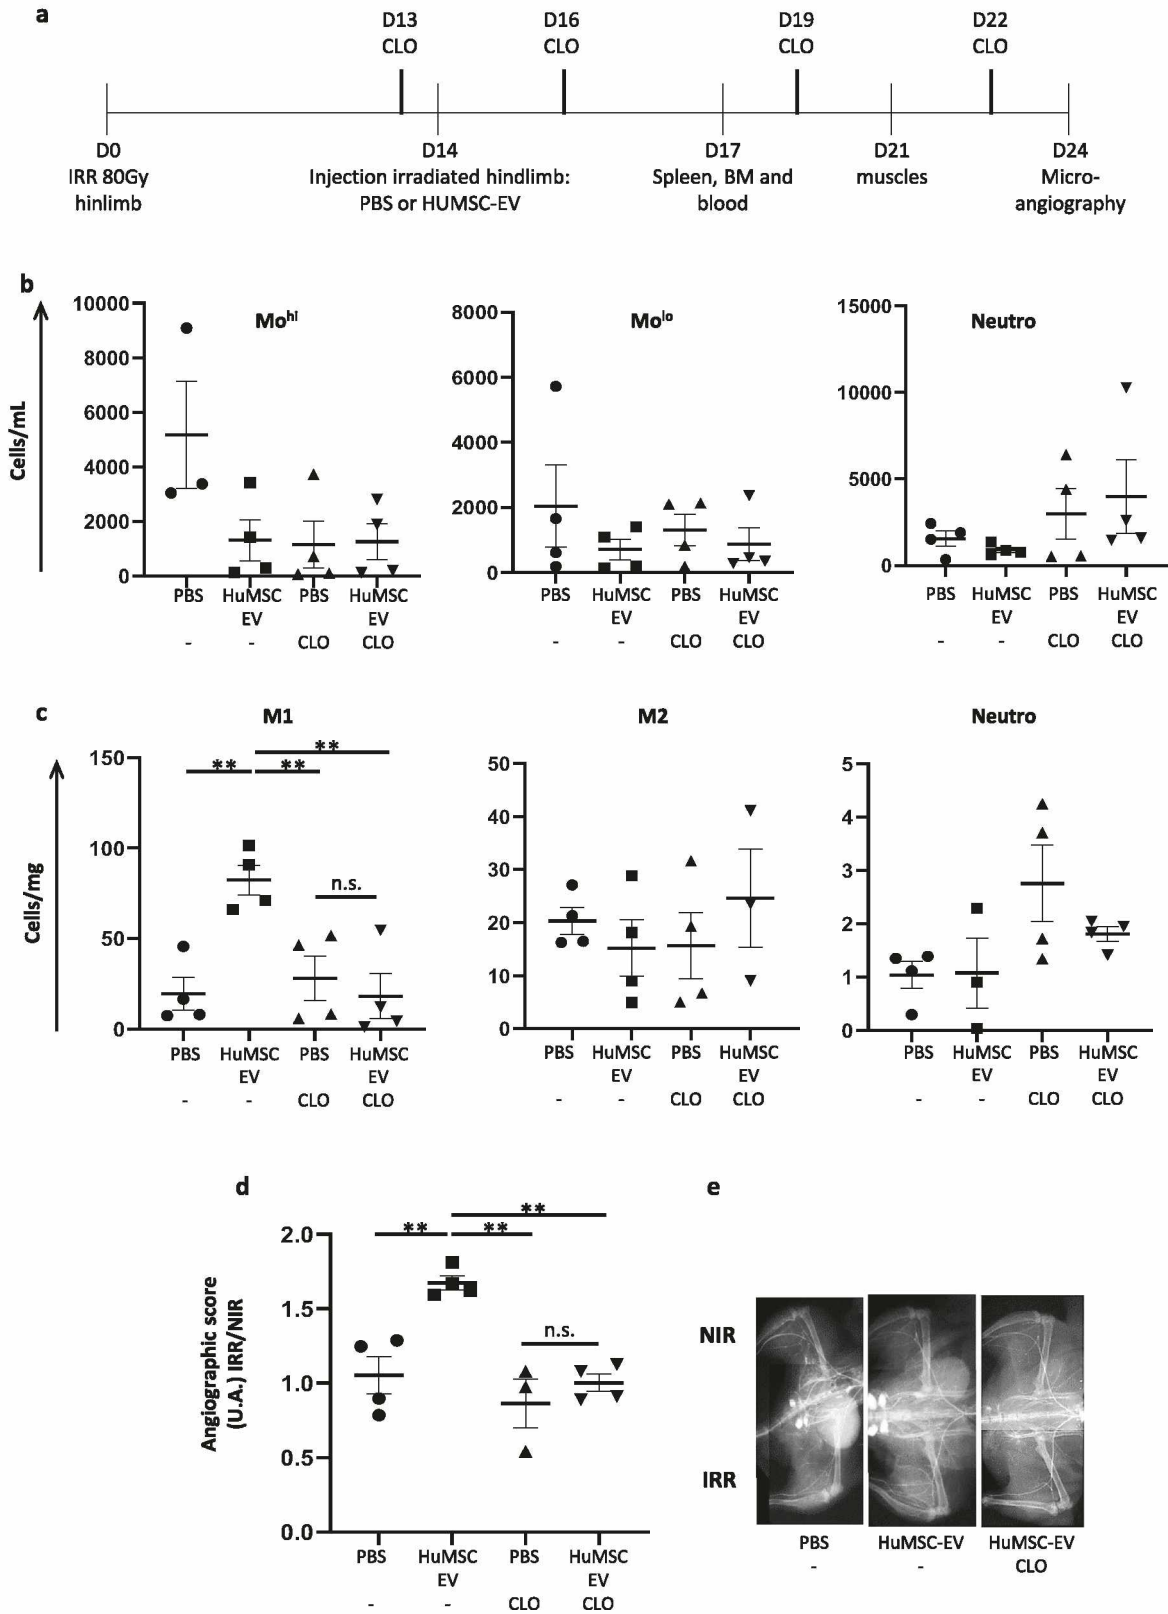 a
D13
CLO
D16
CLO
D19
CLO
D22
CLO
D0
IRR 80Gy
hinlimb
D14
Injection irradiated hindlimb:
PBS or HUMSC-EV
D17
Spleen, BM and
blood
D21
muscles
D24
Micro-
angiography
b
Cells/mL
Mohi
10000
8000
6000
4000
2000
0
PBS HuMSC PBS HuMSC
EV EV
- - CLO CLO
Molo
8000
6000
4000
2000
0
PBS HuMSC PBS HuMSC
EV EV
- - CLO CLO
Neutro
15000
10000
5000
0
PBS HuMSC PBS HuMSC
EV EV
- - CLO CLO
c
Cells/mg
M1
**
** **
n.s.
150
100
50
0
PBS HuMSC PBS HuMSC
EV EV
- - CLO CLO
M2
50
40
30
20
10
0
PBS HuMSC PBS HuMSC
EV EV
- - CLO CLO
Neutro
5
4
3
2
1
0
PBS HuMSC PBS HuMSC
EV EV
- - CLO CLO
d
Angiographic score
(U.A.) IRR/NIR
**
** **
n.s.
2.0
1.5
1.0
0.5
0.0
PBS HuMSC PBS HuMSC
EV EV
- - CLO CLO
e
NIR
IRR
PBS HuMSC-EV HuMSC-EV
- - CLO